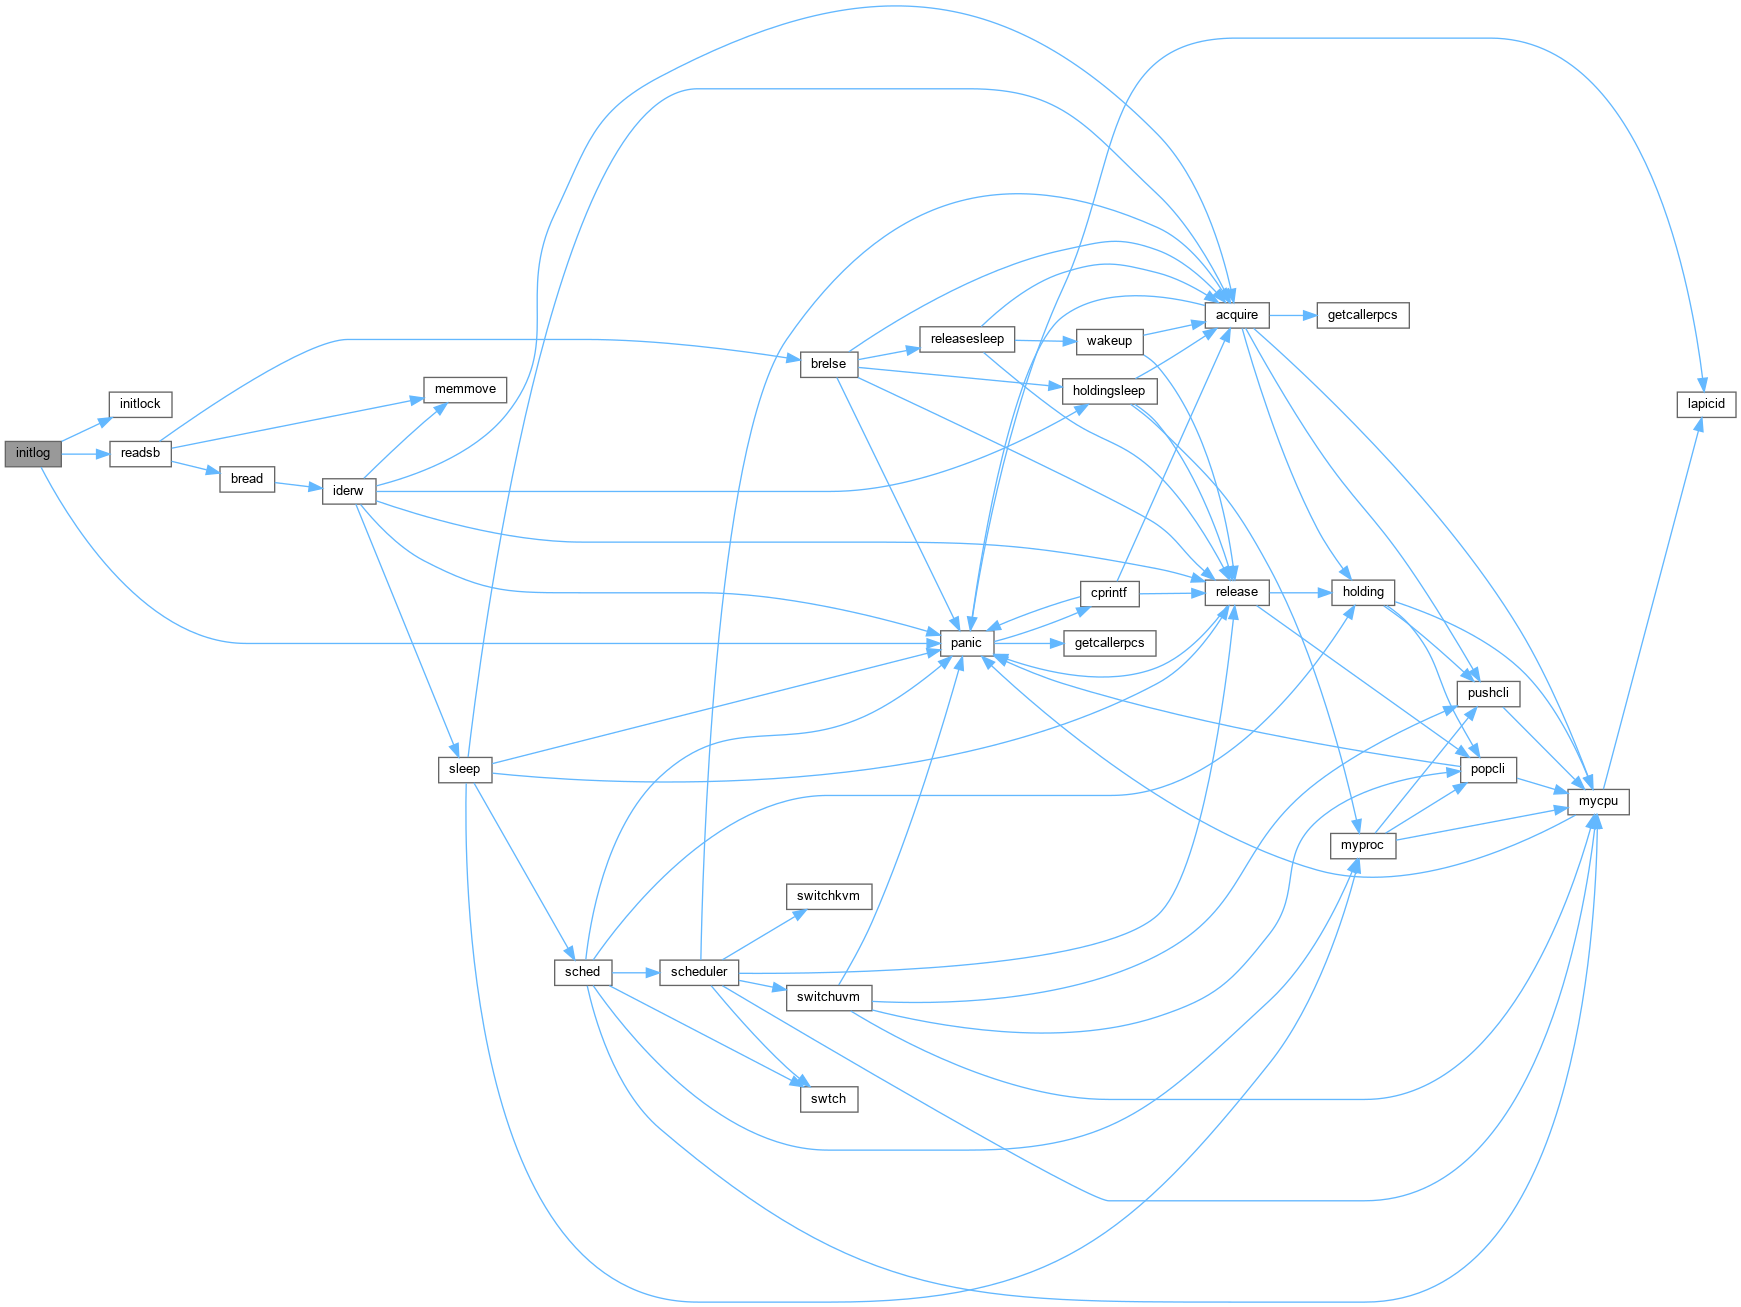 initlog
initlock
readsb
bread
memmove
iderw
sleep
sched
scheduler
switchkvm
switchuvm
swtch
brelse
releasesleep
wakeup
holdingsleep
cprintf
panic
getcallerpcs
acquire
getcallerpcs
release
holding
pushcli
popcli
myproc
mycpu
lapicid